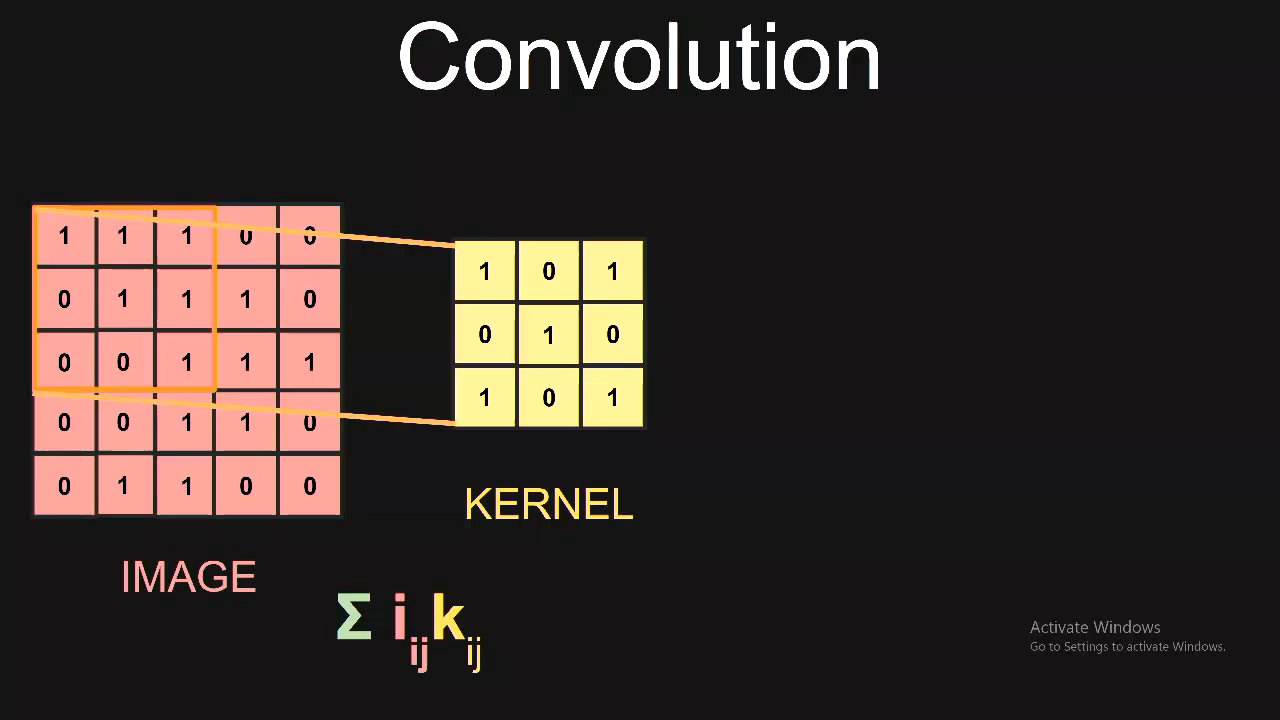 Convolution
1 1 1 0 0
0 1 1 1 0
0 0 1 1 1
0 0 1 1 0
0 1 1 0 0
1 0 1
0 1 0
1 0 1
KERNEL
IMAGE
Σ i_ij k_ij
Activate Windows
Go to Settings to activate Windows.